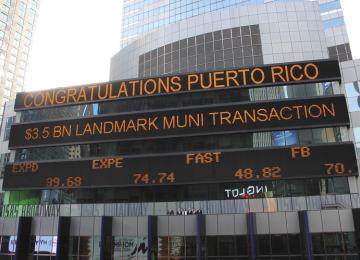 CONGRATULATIONS PUERTO RICO
$3.5 BN LANDMARK MUNI TRANSACTION
EXPD EXPE FAST FB
39.68 74.74 48.82 70.